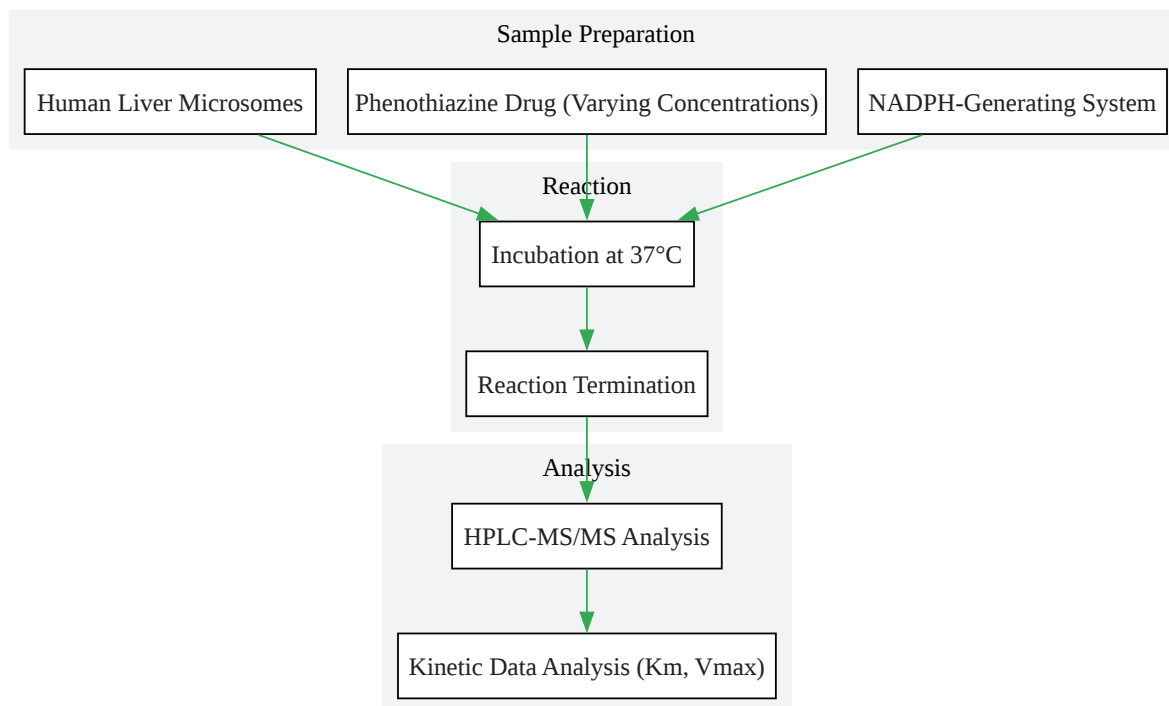 Sample Preparation
Human Liver Microsomes
Phenothiazine Drug (Varying Concentrations)
NADPH-Generating System
Reaction
Incubation at 37°C
Reaction Termination
Analysis
HPLC-MS/MS Analysis
Kinetic Data Analysis (Km, Vmax)